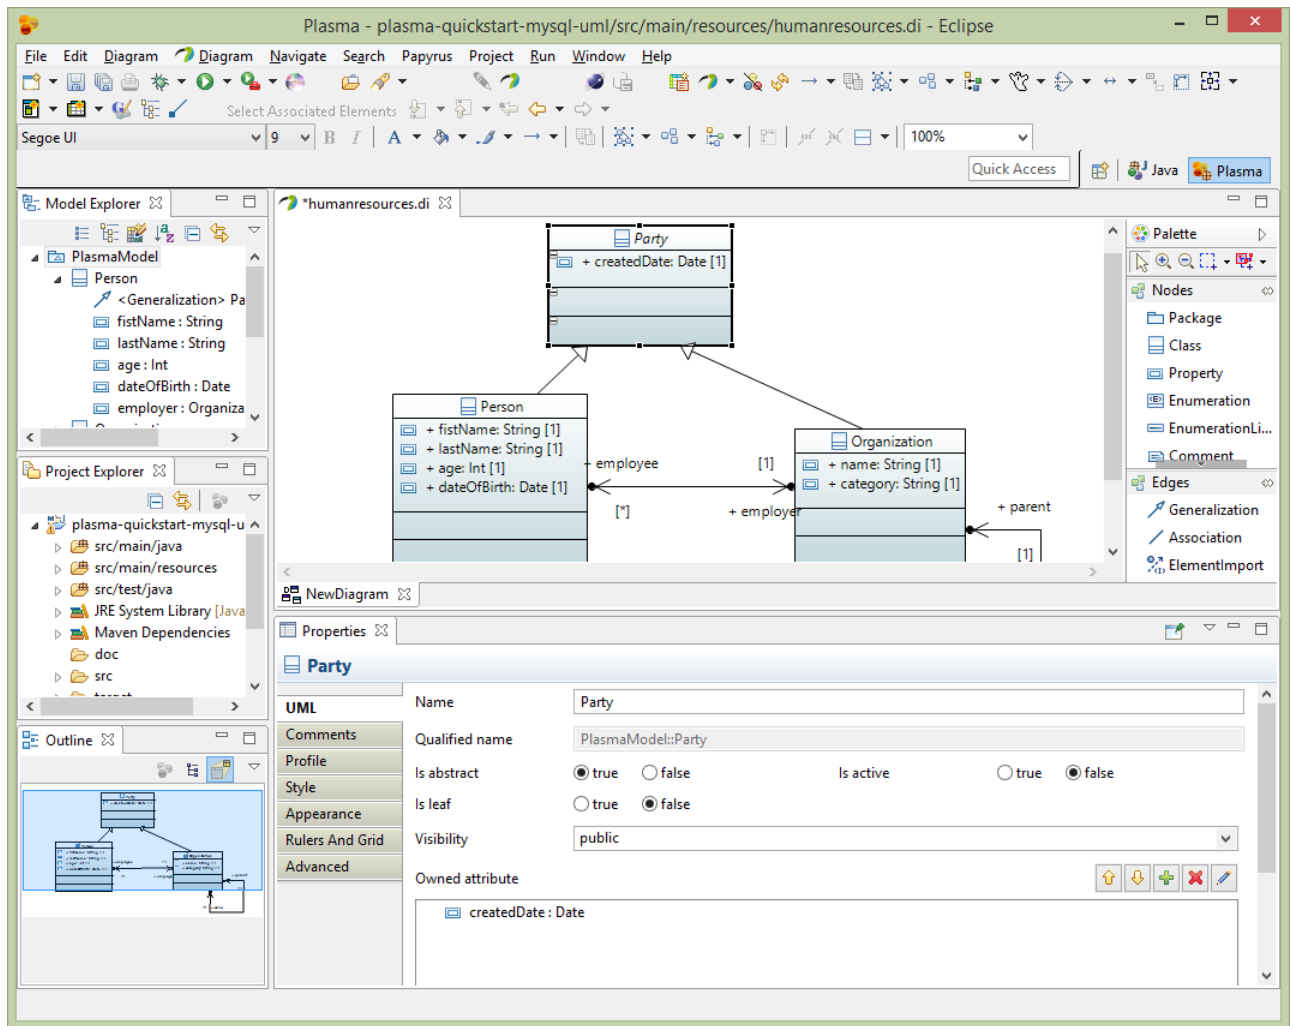 Plasma - plasma-quickstart-mysql-uml/src/main/resources/humanresources.di - Eclipse
File Edit Diagram Diagram Navigate Search Papyrus Project Run Window Help
Select Associated Elements
Segoe UI 9 B I A 100%
Quick Access Java Plasma
Model Explorer
PlasmaModel
Person
<Generalization> Pa
fistName : String
lastName : String
age : Int
dateOfBirth : Date
employer : Organiza
Project Explorer
plasma-quickstart-mysql-u
src/main/java
src/main/resources
src/test/java
JRE System Library [Java
Maven Dependencies
doc
src
target
Outline
*humanresources.di
Party
+ createdDate: Date [1]
Person
+ fistName: String [1]
+ lastName: String [1]
+ age: Int [1]
+ dateOfBirth: Date [1]
+ employee [1]
[*] + employer
Organization
+ name: String [1]
+ category: String [1]
+ parent
[1]
NewDiagram
Palette
Nodes
Package
Class
Property
Enumeration
EnumerationLi...
Comment
Edges
Generalization
Association
ElementImport
Properties
Party
UML
Comments
Profile
Style
Appearance
Rulers And Grid
Advanced
Name Party
Qualified name PlasmaModel::Party
Is abstract true false Is active true false
Is leaf true false
Visibility public
Owned attribute
createdDate : Date